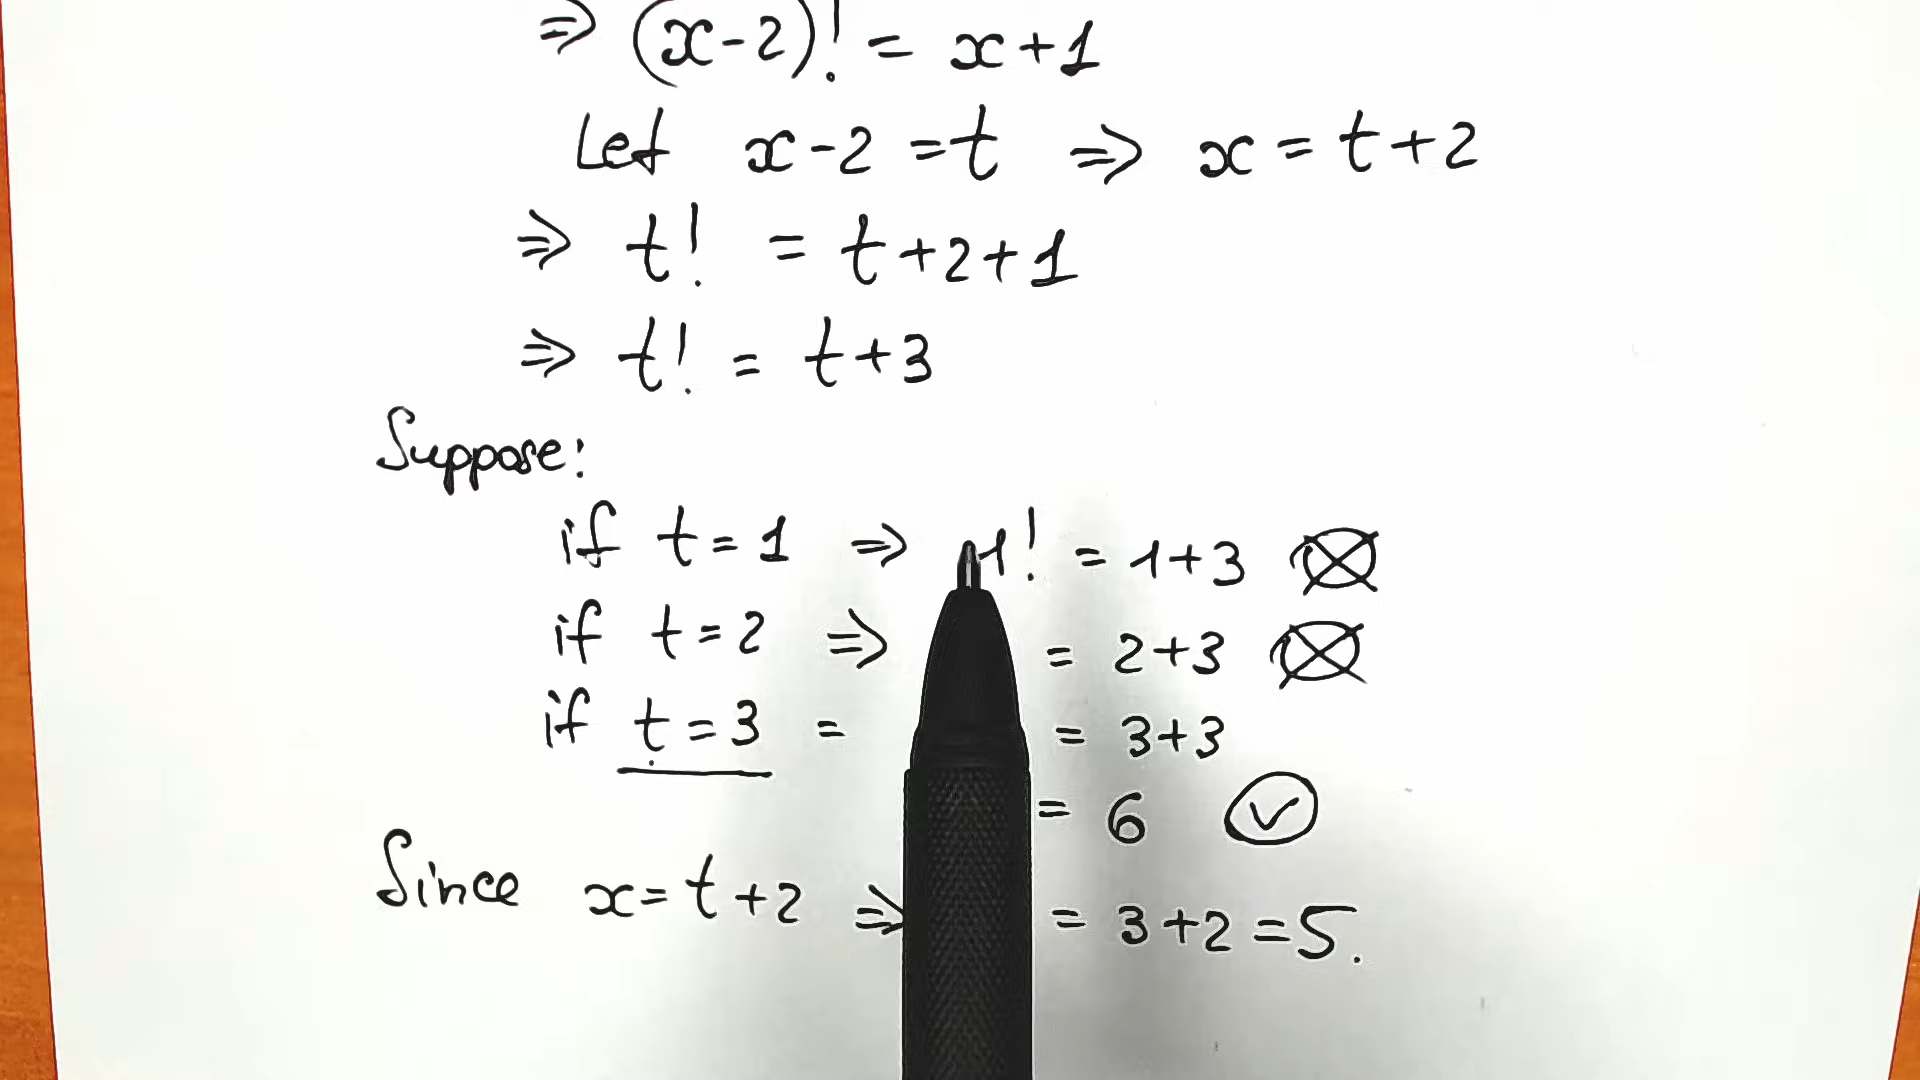 ⇒ (x-2)! = x+1
Let x-2 =t ⇒ x = t+2
⇒ t! = t+2+1
⇒ t! = t+3
Suppose:
if t=1 ⇒ 1! = 1+3
if t=2 ⇒ = 2+3
if t=3 = = 3+3
= 6
Since x=t+2 ⇒ = 3+2 =5.